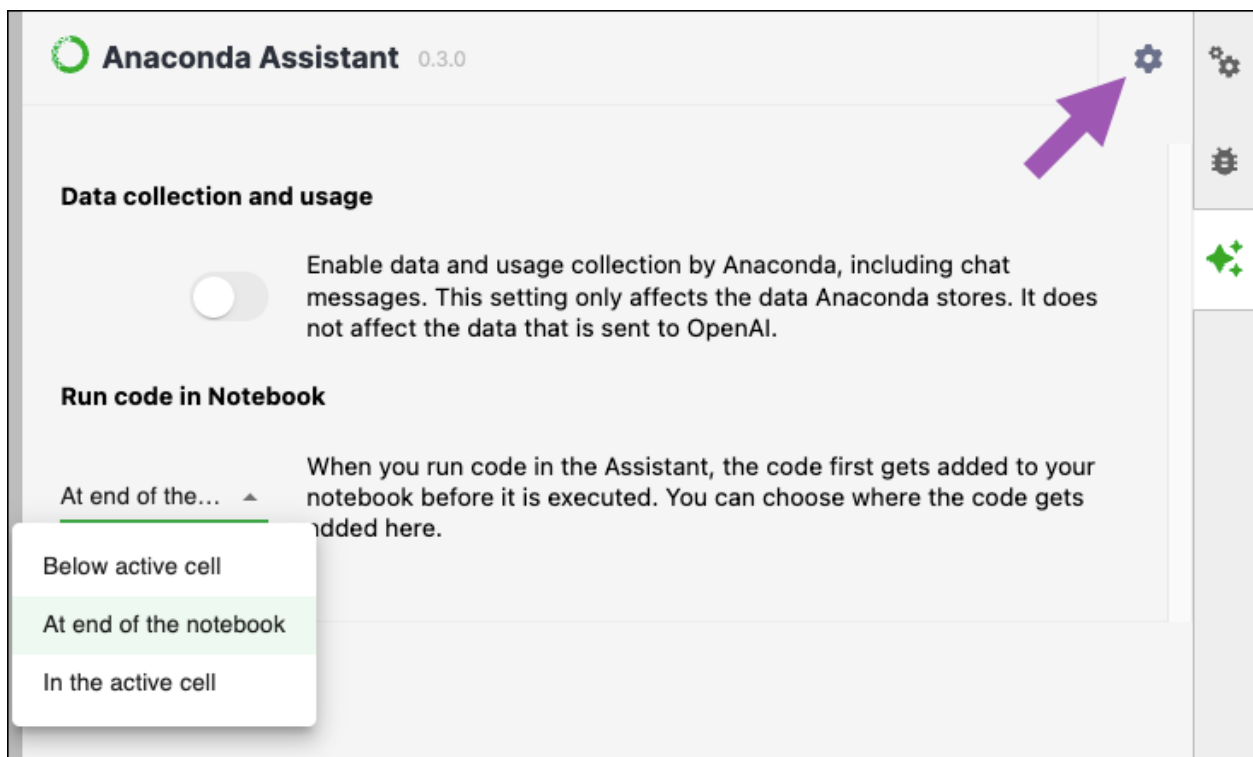 Anaconda Assistant 0.3.0
Data collection and usage
Enable data and usage collection by Anaconda, including chat
messages. This setting only affects the data Anaconda stores. It does
not affect the data that is sent to OpenAI.
Run code in Notebook
When you run code in the Assistant, the code first gets added to your
At end of the... notebook before it is executed. You can choose where the code gets
added here.
Below active cell
At end of the notebook
In the active cell